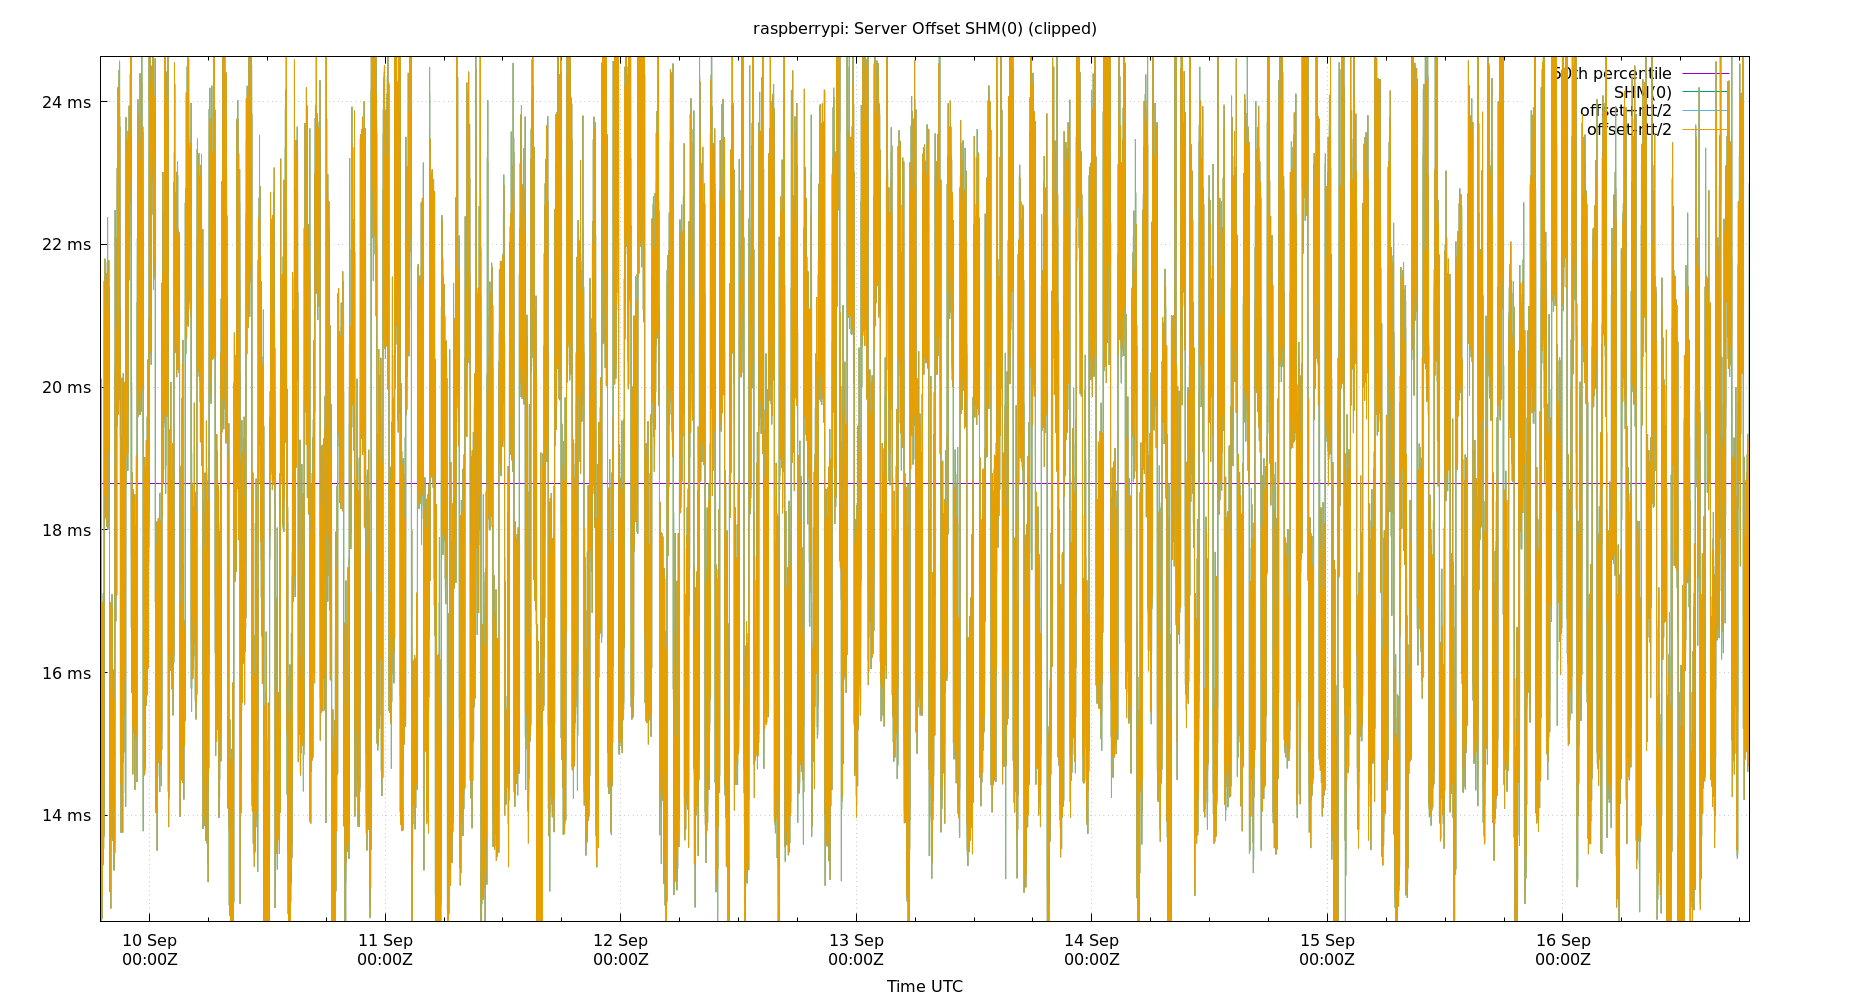 raspberrypi: Server Offset SHM(0) (clipped)
50th percentile
SHM(0)
offset+rtt/2
offset-rtt/2
24 ms
22 ms
20 ms
18 ms
16 ms
14 ms
10 Sep
00:00Z
11 Sep
00:00Z
12 Sep
00:00Z
13 Sep
00:00Z
14 Sep
00:00Z
15 Sep
00:00Z
16 Sep
00:00Z
Time UTC